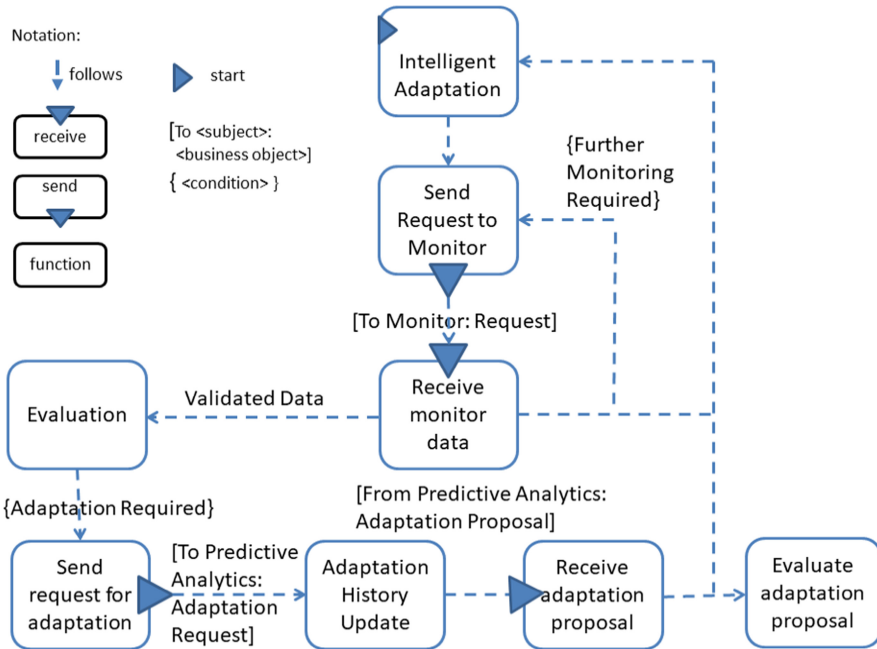 Notation:
follows
start
receive
[To <subject>:
<business object>]
send
{ <condition> }
function
Intelligent
Adaptation
{Further
Monitoring
Required}
Send
Request to
Monitor
[To Monitor: Request]
Evaluation
Validated Data
Receive
monitor
data
{Adaptation Required}
[From Predictive Analytics:
Adaptation Proposal]
Send
request for
adaptation
[To Predictive
Analytics:
Adaptation
Request]
Adaptation
History
Update
Receive
adaptation
proposal
Evaluate
adaptation
proposal